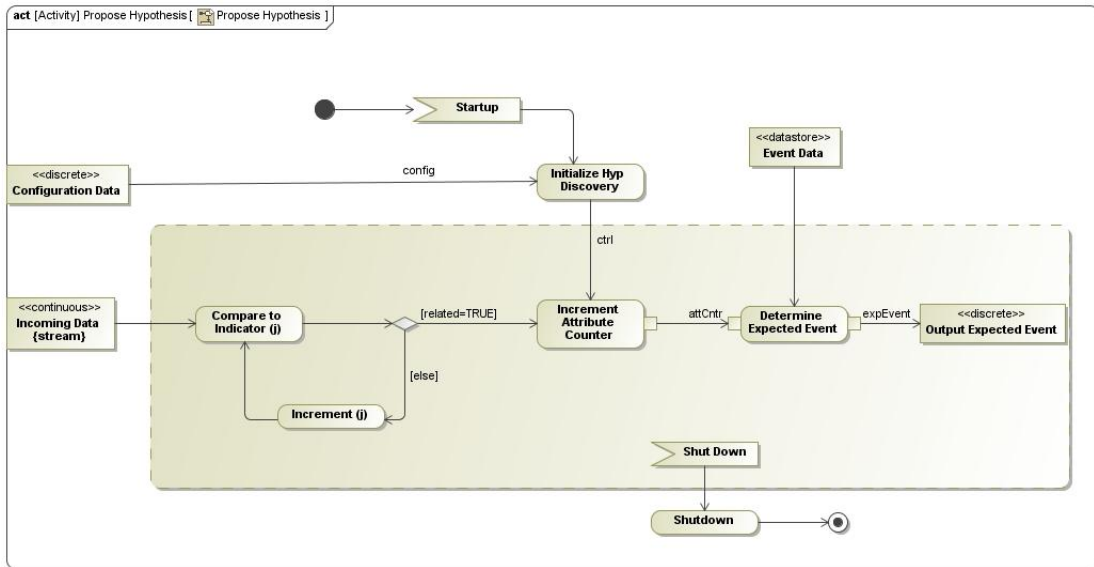 act [Activity] Propose Hypothesis [ Propose Hypothesis ]
Startup
<<datastore>>
Event Data
config
<<discrete>>
Configuration Data
Initialize Hyp
Discovery
ctrl
<<continuous>>
Incoming Data
{stream}
Compare to
Indicator (j)
[related=TRUE]
Increment
Attribute
Counter
attCntr
Determine
Expected Event
expEvent
<<discrete>>
Output Expected Event
[else]
Increment (j)
Shut Down
Shutdown